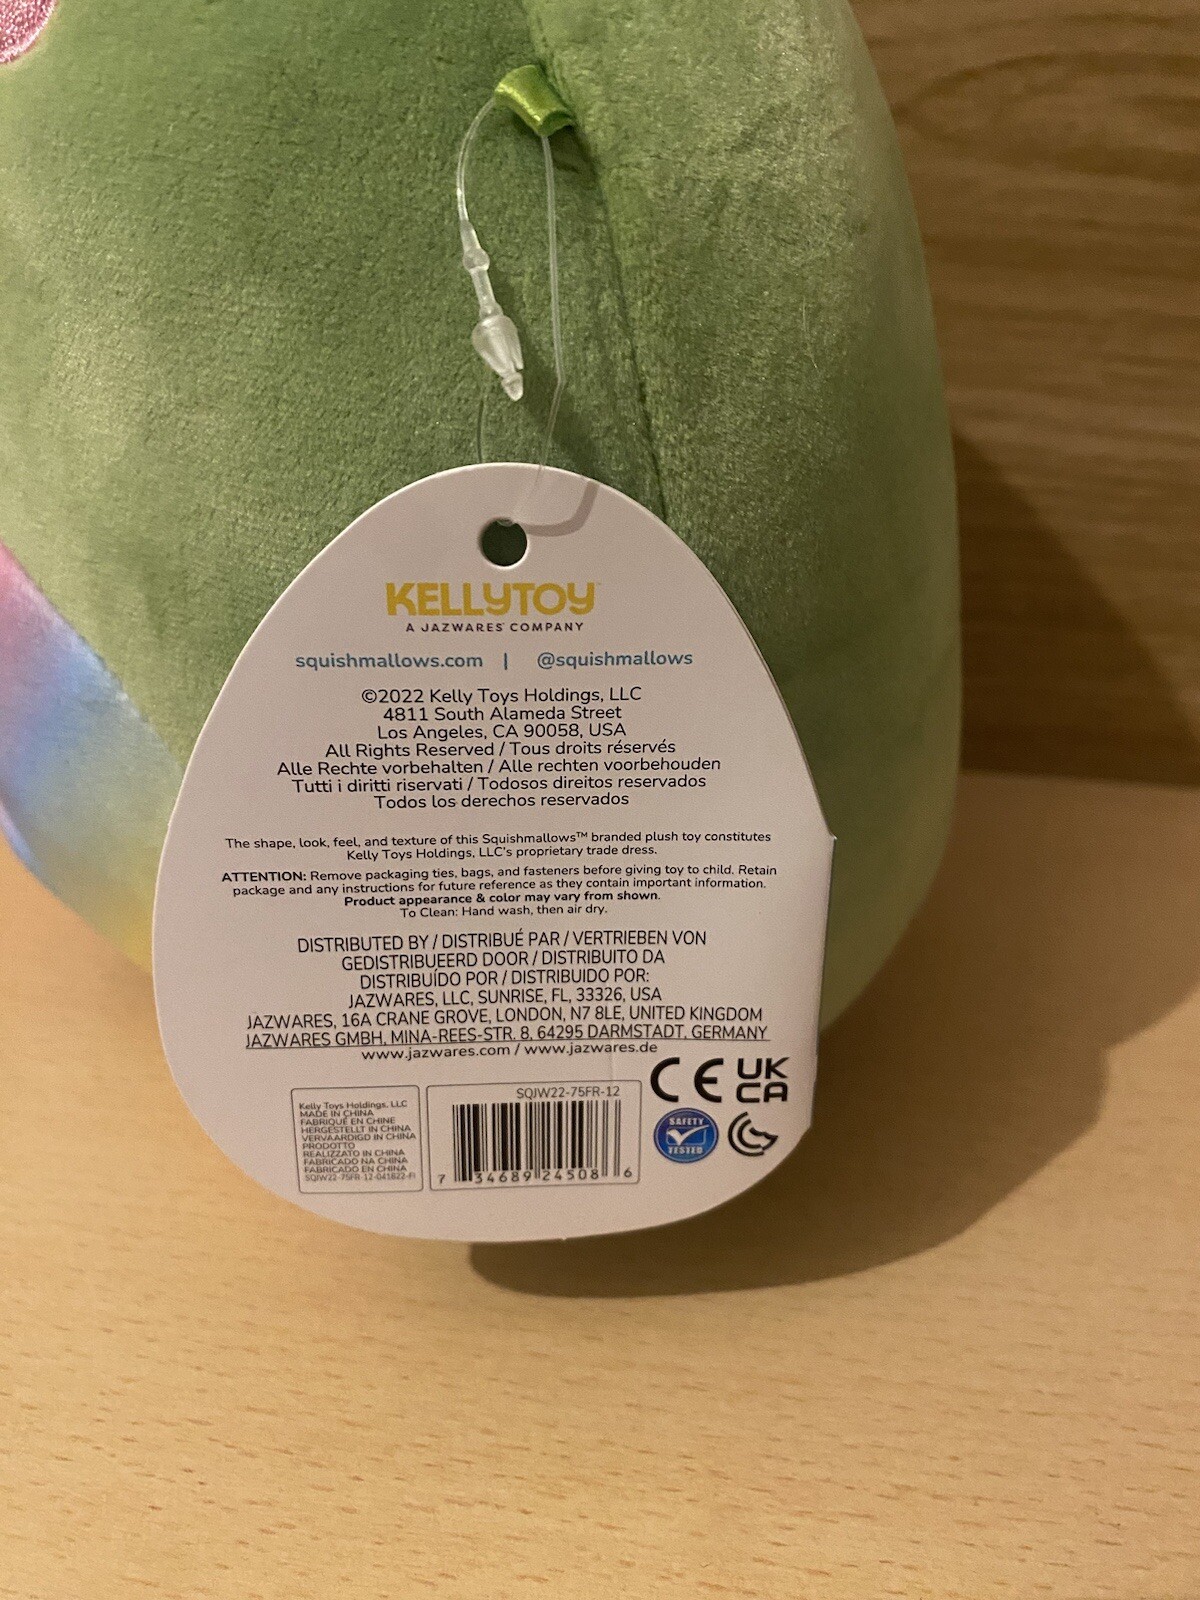 KELLYTOY
A JAZWARES COMPANY
squishmallows.com | @squishmallows
©2022 Kelly Toys Holdings, LLC
4811 South Alameda Street
Los Angeles, CA 90058, USA
All Rights Reserved / Tous droits réservés
Alle Rechte vorbehalten / Alle rechten voorbehouden
Tutti i diritti riservati / Todosos direitos reservados
Todos los derechos reservados
The shape, look, feel, and texture of this Squishmallows™ branded plush toy constitutes
Kelly Toys Holdings, LLC's proprietary trade dress.
ATTENTION: Remove packaging ties, bags, and fasteners before giving toy to child. Retain
package and any instructions for future reference as they contain important information.
Product appearance & color may vary from shown.
To Clean: Hand wash, then air dry.
DISTRIBUTED BY / DISTRIBUÉ PAR / VERTRIEBEN VON
GEDISTRIBUEERD DOOR / DISTRIBUITO DA
DISTRIBUÍDO POR / DISTRIBUIDO POR:
JAZWARES, LLC, SUNRISE, FL, 33326, USA
JAZWARES, 16A CRANE GROVE, LONDON, N7 8LE, UNITED KINGDOM
JAZWARES GMBH, MINA-REES-STR. 8, 64295 DARMSTADT, GERMANY
www.jazwares.com / www.jazwares.de
CE UK
CA
SAFETY
TESTED
Kelly Toys Holdings, LLC
MADE IN CHINA
FABRIQUÉ EN CHINE
HERGESTELLT IN CHINA
VERVAARDIGD IN CHINA
PRODOTTO
REALIZZATO IN CHINA
FABRICADO NA CHINA
FABRICADO EN CHINA
SQJW22-75FR-12-041822-FI
SQJW22-75FR-12
7 34689 24508 6